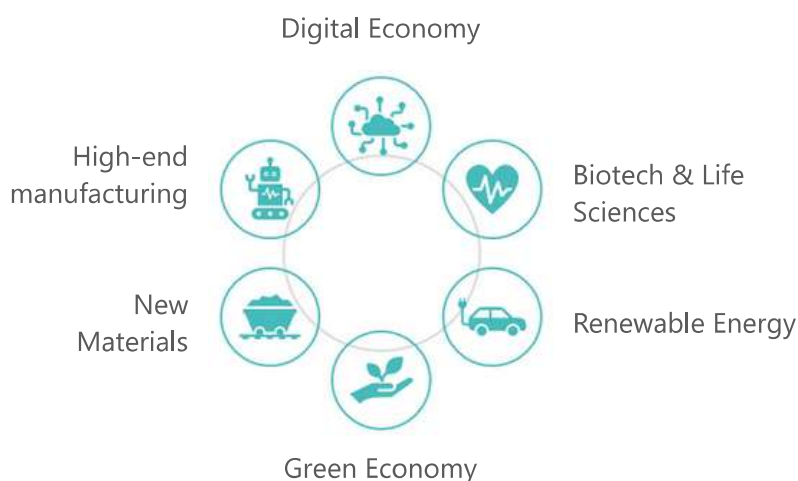 Digital Economy
High-end
manufacturing
Biotech & Life
Sciences
New
Materials
Renewable Energy
Green Economy